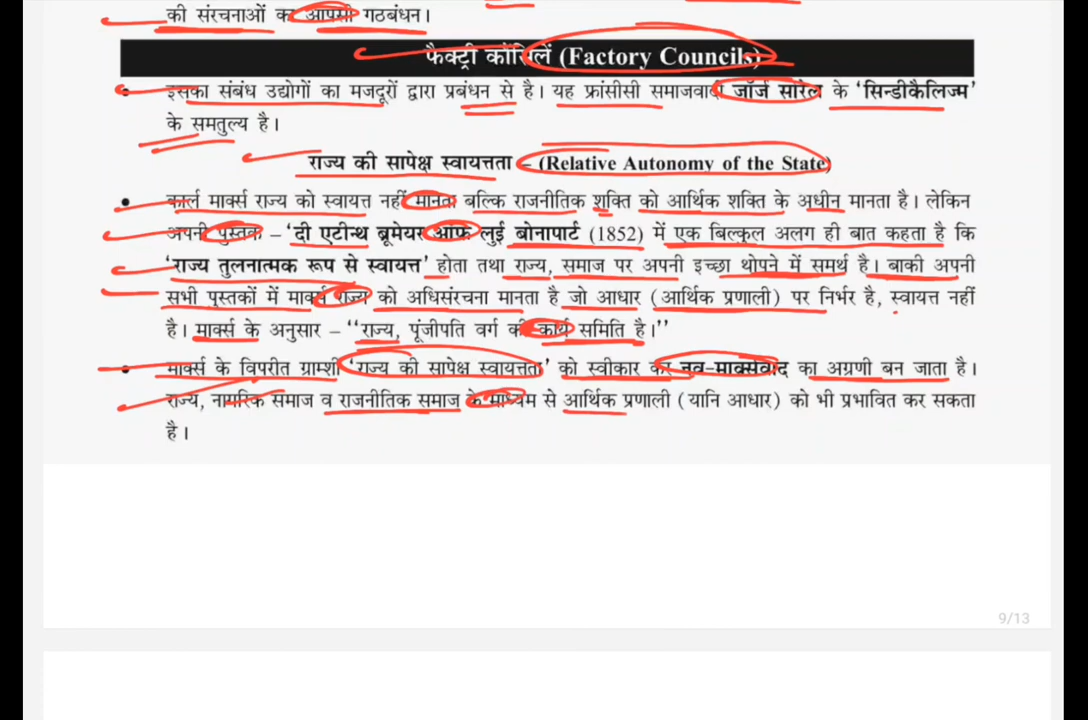 की संरचनाओं का आपसी गठबंधन।
फैक्ट्री कांसिलें (Factory Councils)
• इसका संबंध उद्योगों का मजदूरों द्वारा प्रबंधन से है। यह फ्रांसीसी समाजवादी जॉर्ज सॉरेल के ‘सिन्डीकैलिज्म’
के समतुल्य है।
राज्य की सापेक्ष स्वायत्तता – (Relative Autonomy of the State)
• कार्ल मार्क्स राज्य को स्वायत्त नहीं मानता बल्कि राजनीतिक शक्ति को आर्थिक शक्ति के अधीन मानता है। लेकिन
अपनी पुस्तक – ‘दी एटीन्थ ब्रूमेयर ऑफ लुई बोनापार्ट (1852) में एक बिल्कुल अलग ही बात कहता है कि
‘राज्य तुलनात्मक रूप से स्वायत्त’ होता तथा राज्य, समाज पर अपनी इच्छा थोपने में समर्थ है। बाकी अपनी
सभी पुस्तकों में मार्क्स राज्य को अधिसंरचना मानता है जो आधार (आर्थिक प्रणाली) पर निर्भर है, स्वायत्त नहीं
है। मार्क्स के अनुसार – ‘‘राज्य, पूंजीपति वर्ग की कार्य समिति है।’’
• मार्क्स के विपरीत ग्राम्शी ‘राज्य की सापेक्ष स्वायत्तता’ को स्वीकार कर नव-मार्क्सवाद का अग्रणी बन जाता है।
राज्य, नागरिक समाज व राजनीतिक समाज के माध्यम से आर्थिक प्रणाली (यानि आधार) को भी प्रभावित कर सकता
है।
9/13